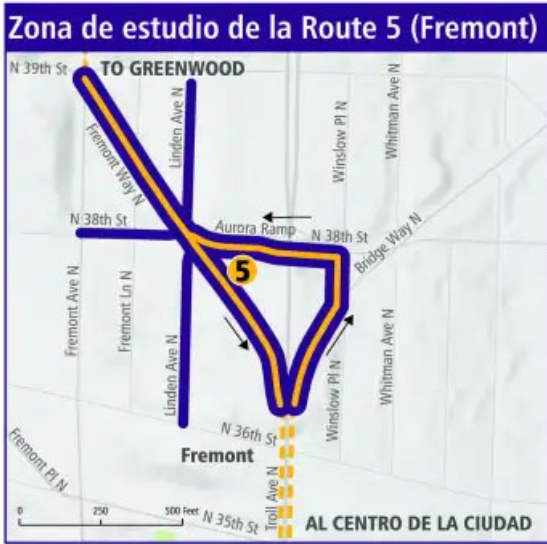 Zona de estudio de la Route 5 (Fremont)
N 39th St
TO GREENWOOD
Fremont Way N
Linden Ave N
Winslow Pl N
Whitman Ave N
N 38th St
Aurora Ramp
N 38th St
Bridge Way N
5
Fremont Ave N
Fremont Ln N
Linden Ave N
Winslow Pl N
Whitman Ave N
N 36th St
Fremont
Fremont Pl N
Troll Ave N
0 250 500 Feet
N 35th St
AL CENTRO DE LA CIUDAD